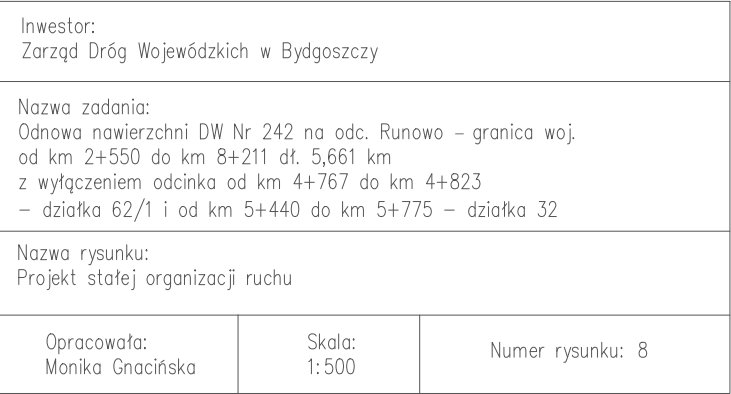 Inwestor:
Zarząd Dróg Wojewódzkich w Bydgoszczy
Nazwa zadania:
Odnowa nawierzchni DW Nr 242 na odc. Runowo – granica woj.
od km 2+550 do km 8+211 dł. 5,661 km
z wyłączeniem odcinka od km 4+767 do km 4+823
– działka 62/1 i od km 5+440 do km 5+775 – działka 32
Nazwa rysunku:
Projekt stałej organizacji ruchu
Opracowała:
Monika Gnacińska
Skala:
1:500
Numer rysunku: 8